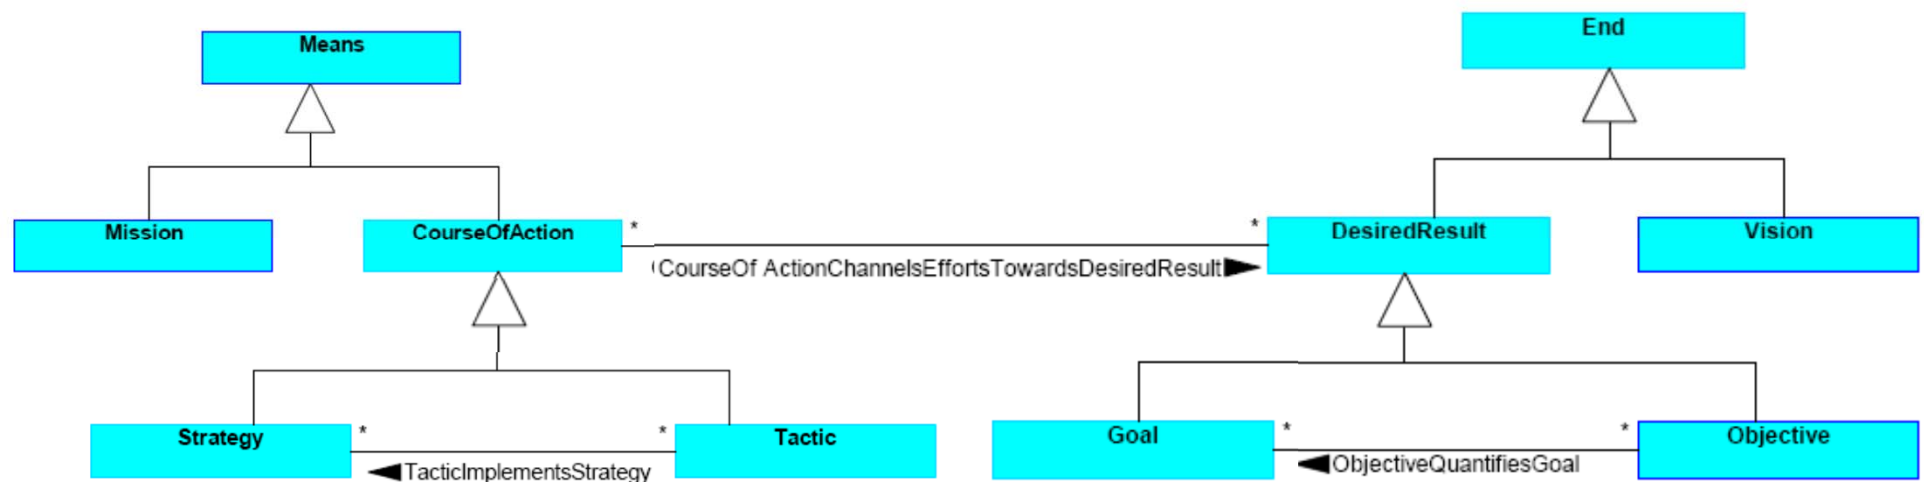 End
Means
Mission
CourseOfAction
*
*
DesiredResult
Vision
CourseOf ActionChannelsEffortsTowardsDesiredResult
Strategy
*
*
Tactic
TacticImplementsStrategy
Goal
*
*
Objective
ObjectiveQuantifiesGoal